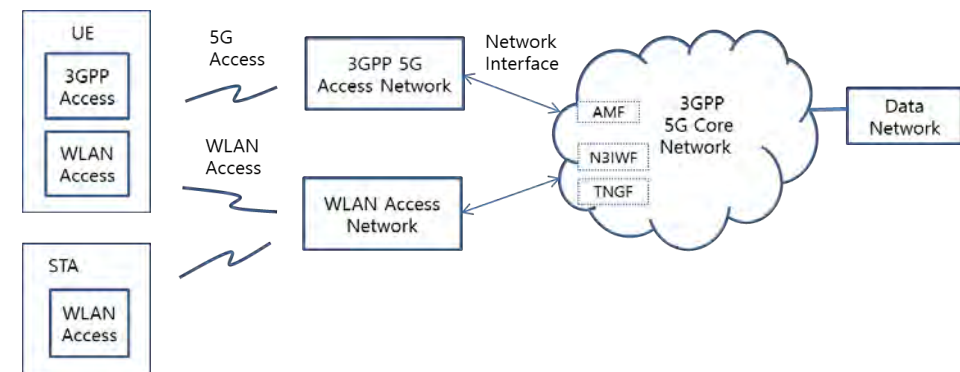 UE
3GPP
Access
WLAN
Access
5G
Access
3GPP 5G
Access Network
Network
Interface
AMF
3GPP
5G Core
Network
N3IWF
TNGF
Data
Network
WLAN
Access
WLAN Access
Network
STA
WLAN
Access